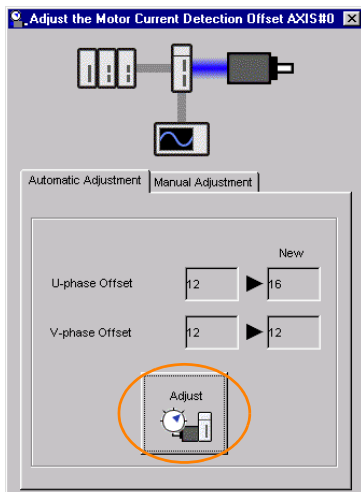 Adjust the Motor Current Detection Offset AXIS#0
Automatic Adjustment Manual Adjustment
New
U-phase Offset 12 16
V-phase Offset 12 12
Adjust